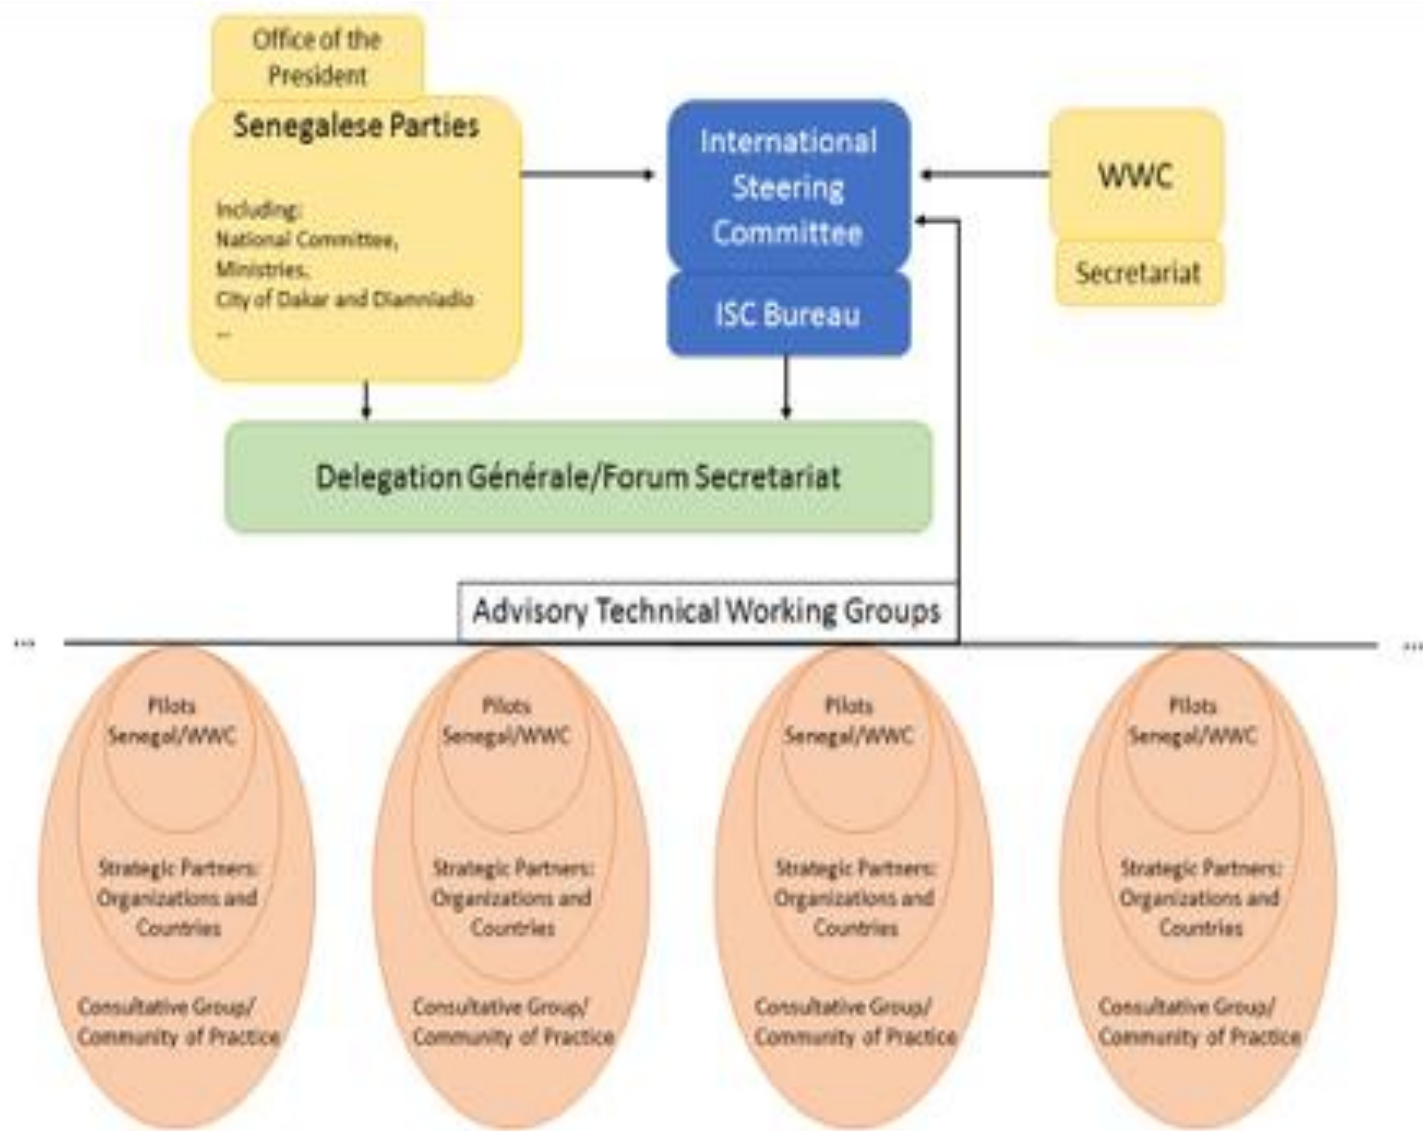 Office of the
President
Senegalese Parties
Including:
National Committee,
Ministries,
City of Dakar and Diamniadio
...
International
Steering
Committee
ISC Bureau
WWC
Secretariat
Delegation Générale/Forum Secretariat
Advisory Technical Working Groups
...
...
Pilots
Senegal/WWC
Strategic Partners:
Organizations and
Countries
Consultative Group/
Community of Practice
Pilots
Senegal/WWC
Strategic Partners:
Organizations and
Countries
Consultative Group/
Community of Practice
Pilots
Senegal/WWC
Strategic Partners:
Organizations and
Countries
Consultative Group/
Community of Practice
Pilots
Senegal/WWC
Strategic Partners:
Organizations and
Countries
Consultative Group/
Community of Practice